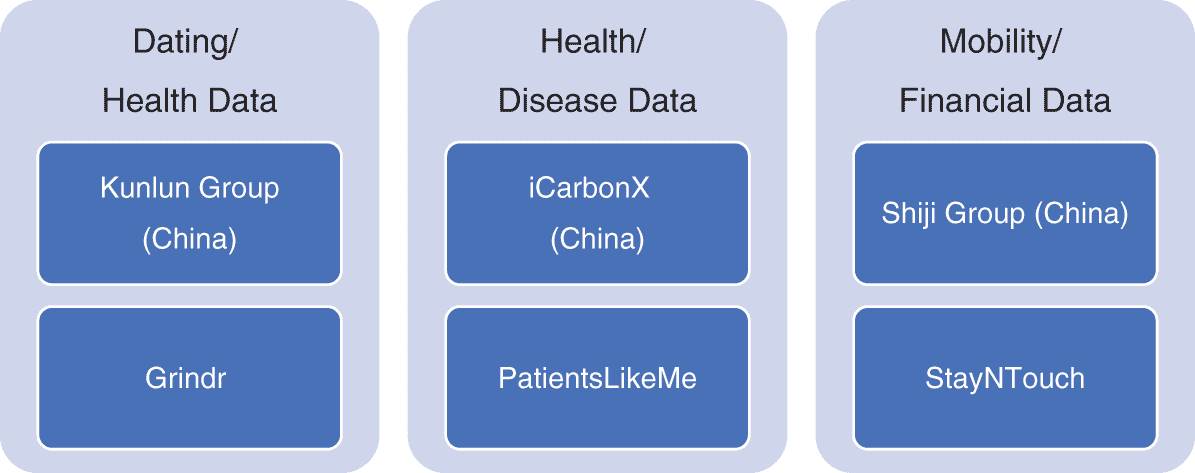 Dating/
Health Data
Kunlun Group
(China)
Grindr
Health/
Disease Data
iCarbonX
(China)
PatientsLikeMe
Mobility/
Financial Data
Shiji Group (China)
StayNTouch